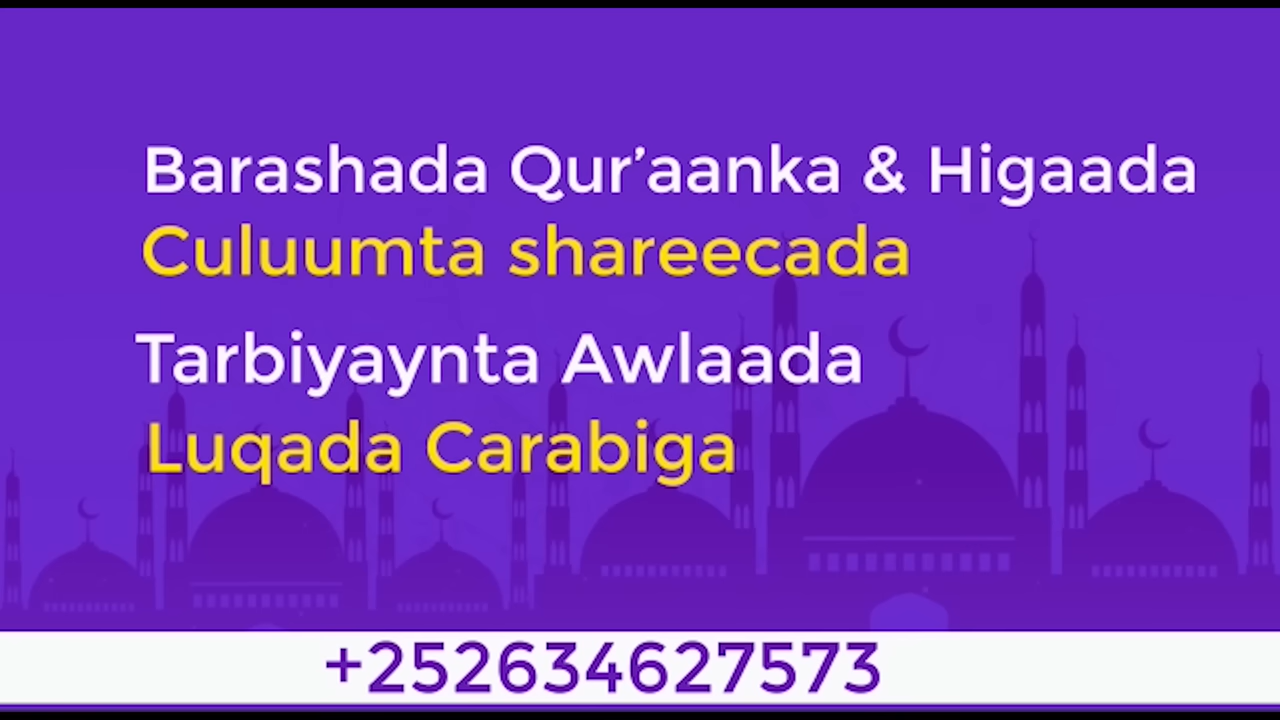 Barashada Qur’aanka & Higaada
Culuumta shareecada
Tarbiyaynta Awlaada
Luqada Carabiga
+252634627573